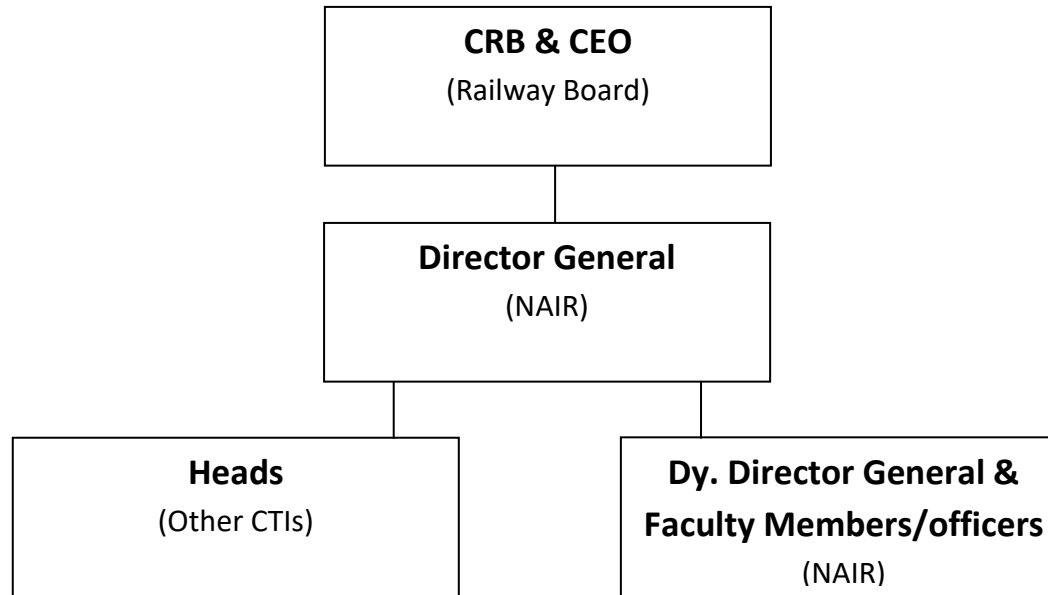 CRB & CEO
(Railway Board)
Director General
(NAIR)
Heads
(Other CTIs)
Dy. Director General &
Faculty Members/officers
(NAIR)